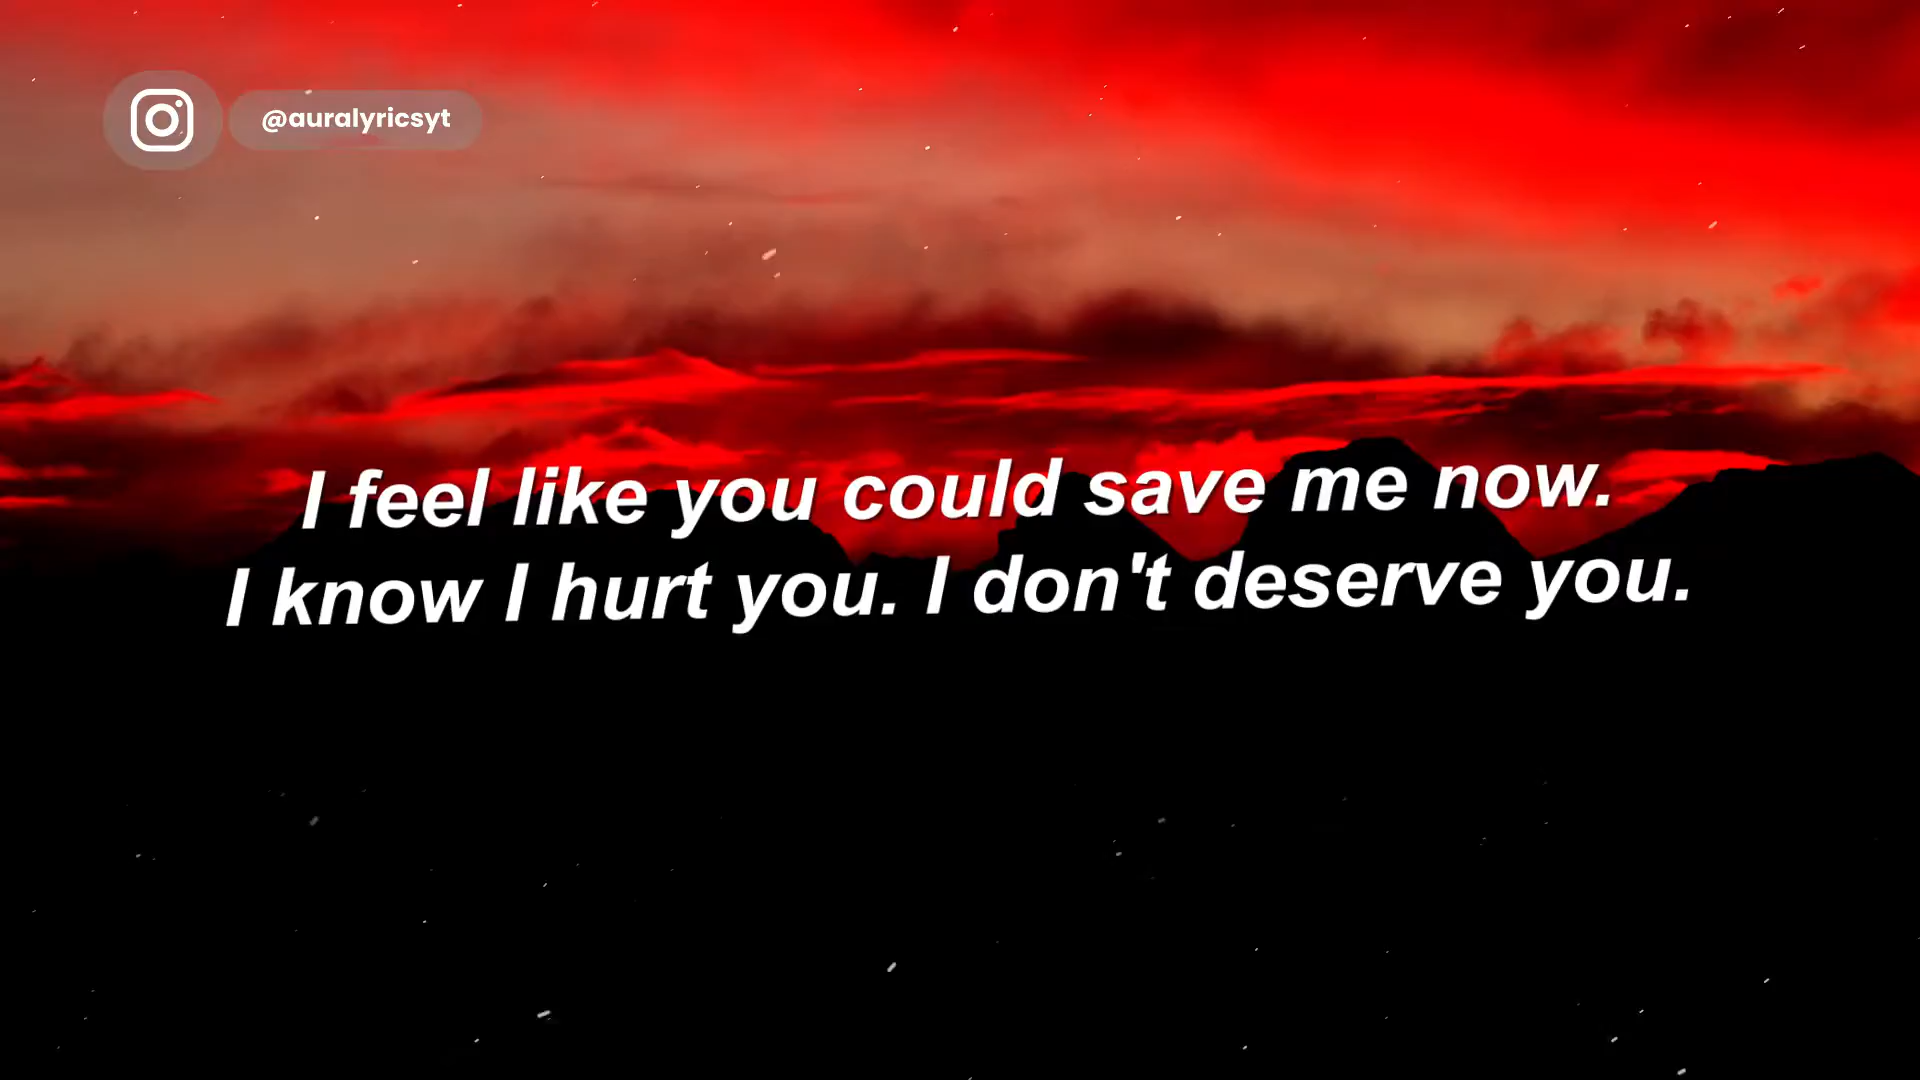 @auralyricsyt
I feel like you could save me now.
I know I hurt you. I don't deserve you.